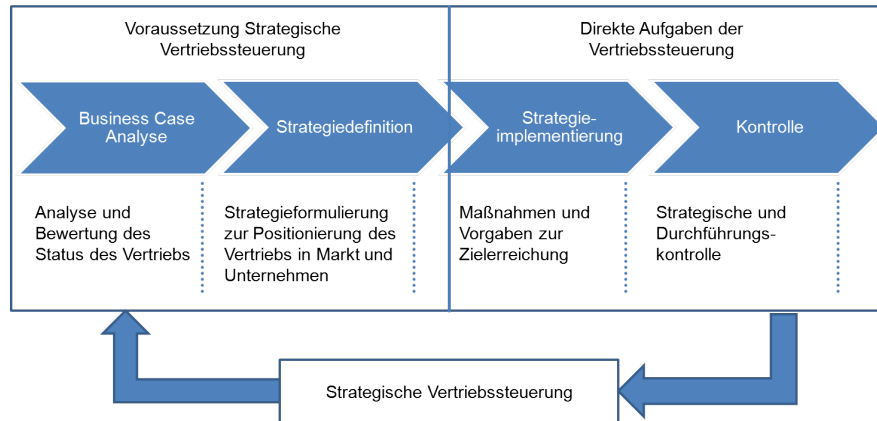 Voraussetzung Strategische
Vertriebssteuerung
Direkte Aufgaben der
Vertriebssteuerung
Business Case
Analyse
Strategiedefinition
Strategie-
implementierung
Kontrolle
Analyse und
Bewertung des
Status des Vertriebs
Strategieformulierung
zur Positionierung des
Vertriebs in Markt und
Unternehmen
Maßnahmen und
Vorgaben zur
Zielerreichung
Strategische und
Durchführungs-
kontrolle
Strategische Vertriebssteuerung